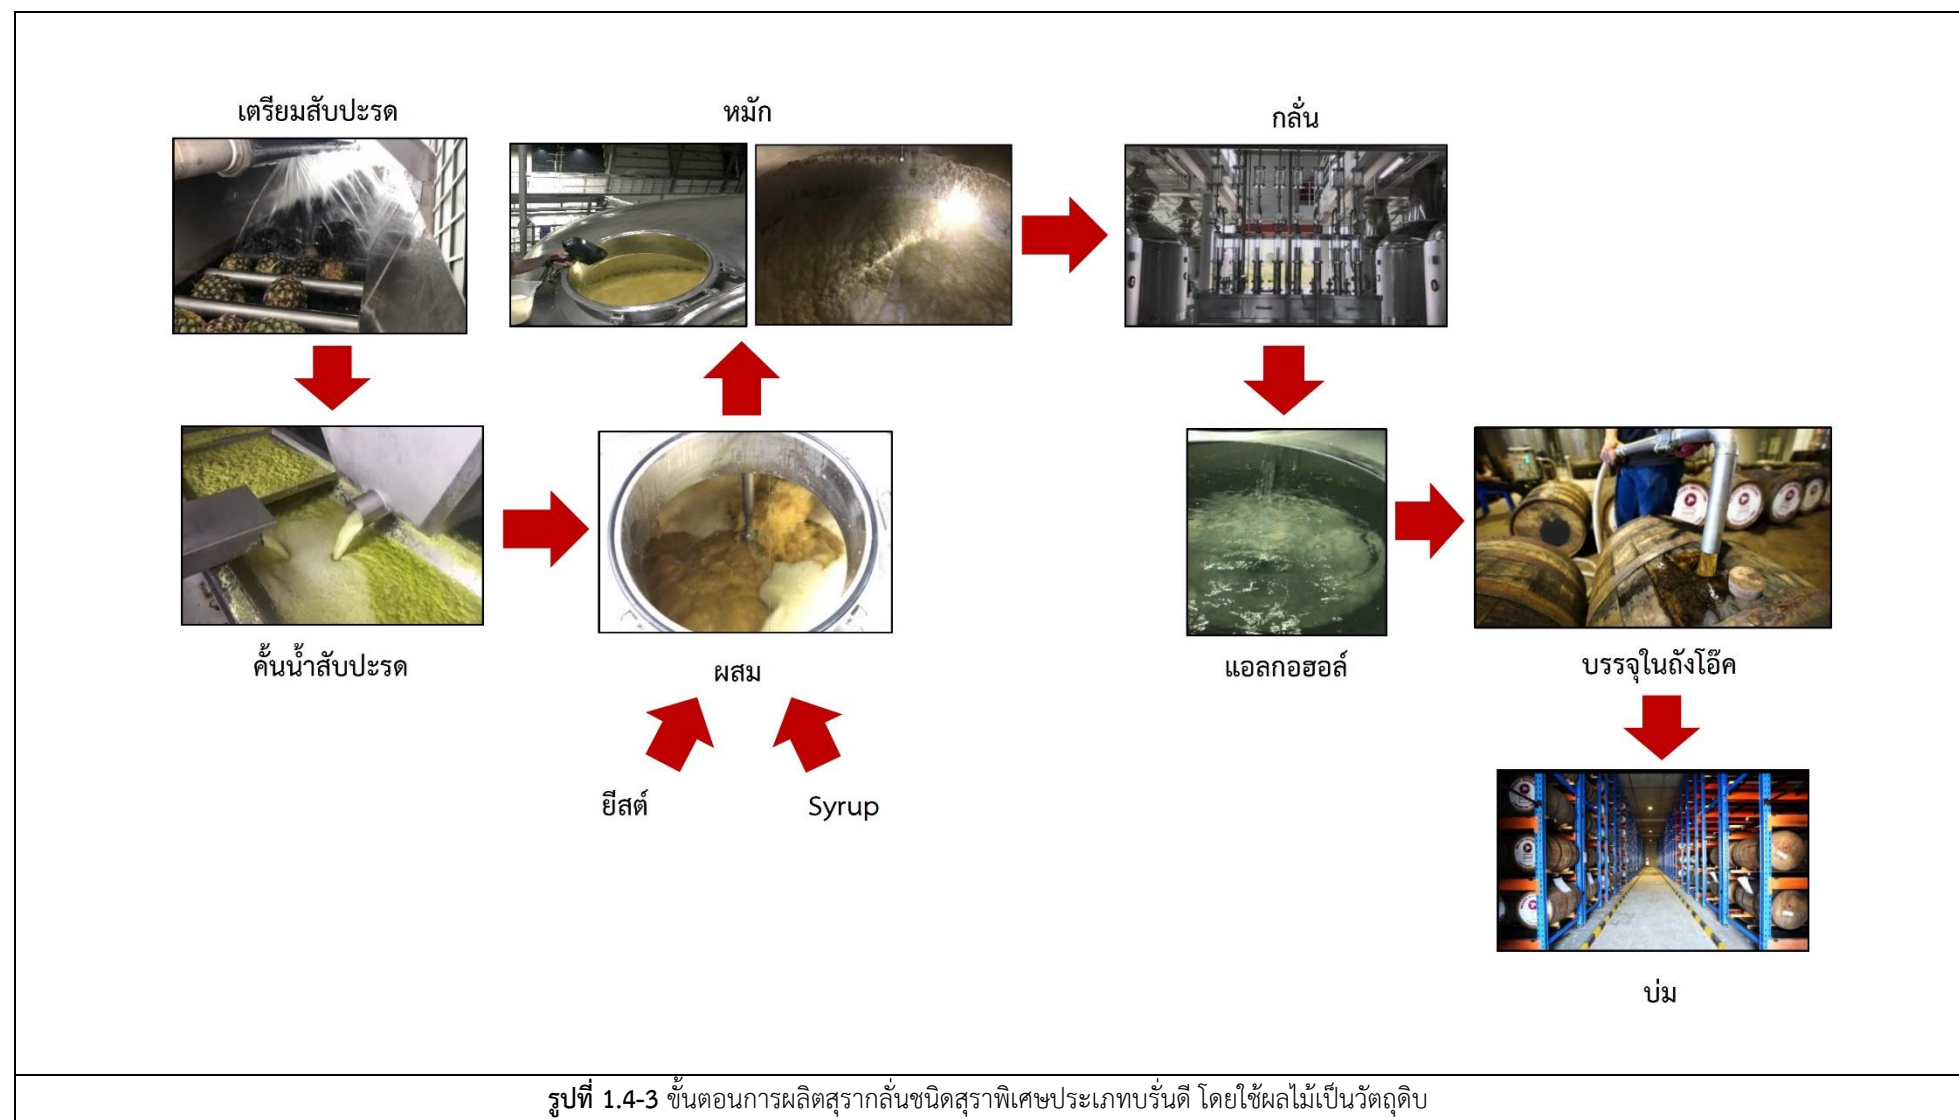 เตรียมสับปะรด
หมัก
กลั่น
คั้นน้ำสับปะรด
ผสม
ยีสต์
Syrup
แอลกอฮอล์
บรรจุในถังโอ๊ค
บ่ม
รูปที่ 1.4-3 ขั้นตอนการผลิตสุรากลั่นชนิดสุราพิเศษประเภทบรั่นดี โดยใช้ผลไม้เป็นวัตถุดิบ